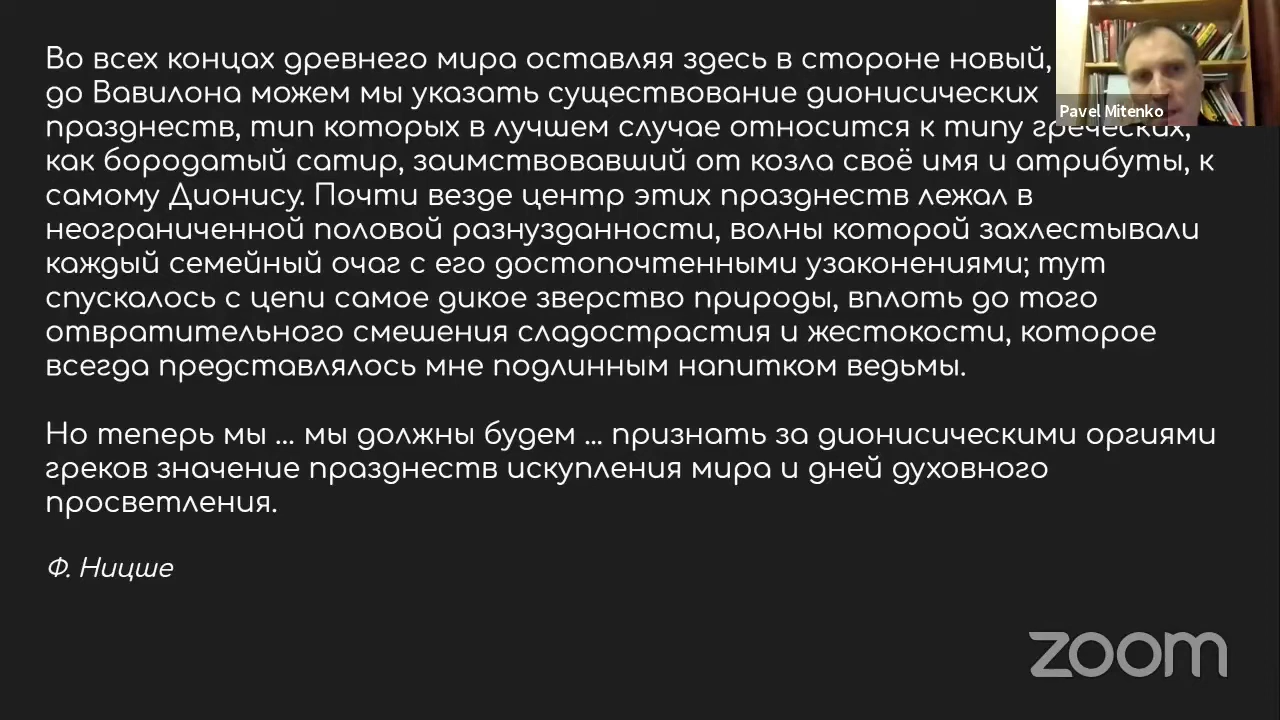 Во всех концах древнего мира оставляя здесь в стороне новый,
до Вавилона можем мы указать существование дионисических
празднеств, тип которых в лучшем случае относится к типу греческих,
как бородатый сатир, заимствовавший от козла своё имя и атрибуты, к
самому Дионису. Почти везде центр этих празднеств лежал в
неограниченной половой разнузданности, волны которой захлестывали
каждый семейный очаг с его достопочтенными узаконениями; тут
спускалось с цепи самое дикое зверство природы, вплоть до того
отвратительного смешения сладострастия и жестокости, которое
всегда представлялось мне подлинным напитком ведьмы.
Но теперь мы ... мы должны будем ... признать за дионисическими оргиями
греков значение празднеств искупления мира и дней духовного
просветления.
Ф. Ницше
Pavel Mitenko
zoom